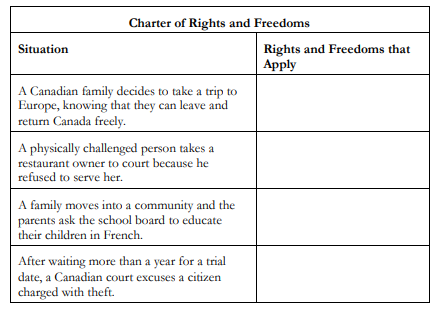 Charter of Rights and Freedoms
Situation
Rights and Freedoms that
Apply
A Canadian family decides to take a trip to
Europe, knowing that they can leave and
return Canada freely.
A physically challenged person takes a
restaurant owner to court because he
refused to serve her.
A family moves into a community and the
parents ask the school board to educate
their children in French.
After waiting more than a year for a trial
date, a Canadian court excuses a citizen
charged with theft.